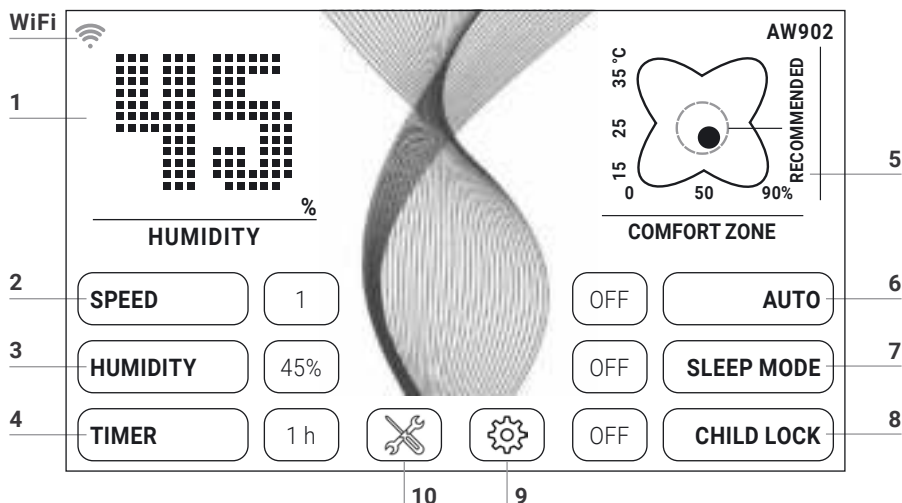 WiFi
AW902
1
45
%
HUMIDITY
35 °C
25
15
0 50 90%
RECOMMENDED
5
COMFORT ZONE
2
SPEED 1
OFF AUTO
6
3
HUMIDITY 45%
OFF SLEEP MODE
7
4
TIMER 1 h
OFF CHILD LOCK
8
10 9